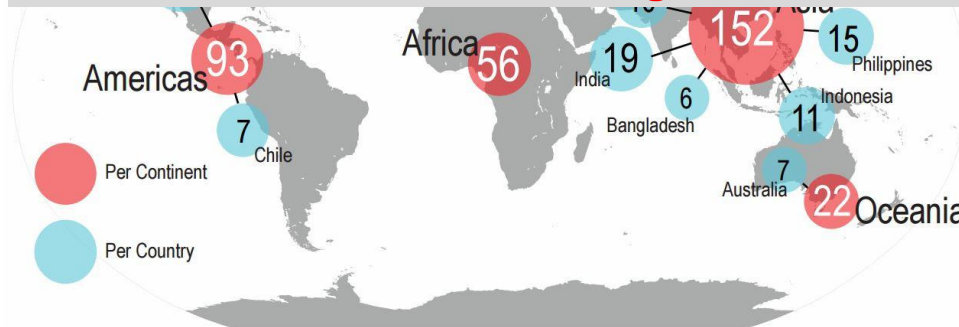 Asia
152
15
Philippines
Africa
56
93
Americas
19
India
6
Bangladesh
Indonesia
11
7
Chile
7
Australia
22
Oceania
Per Continent
Per Country